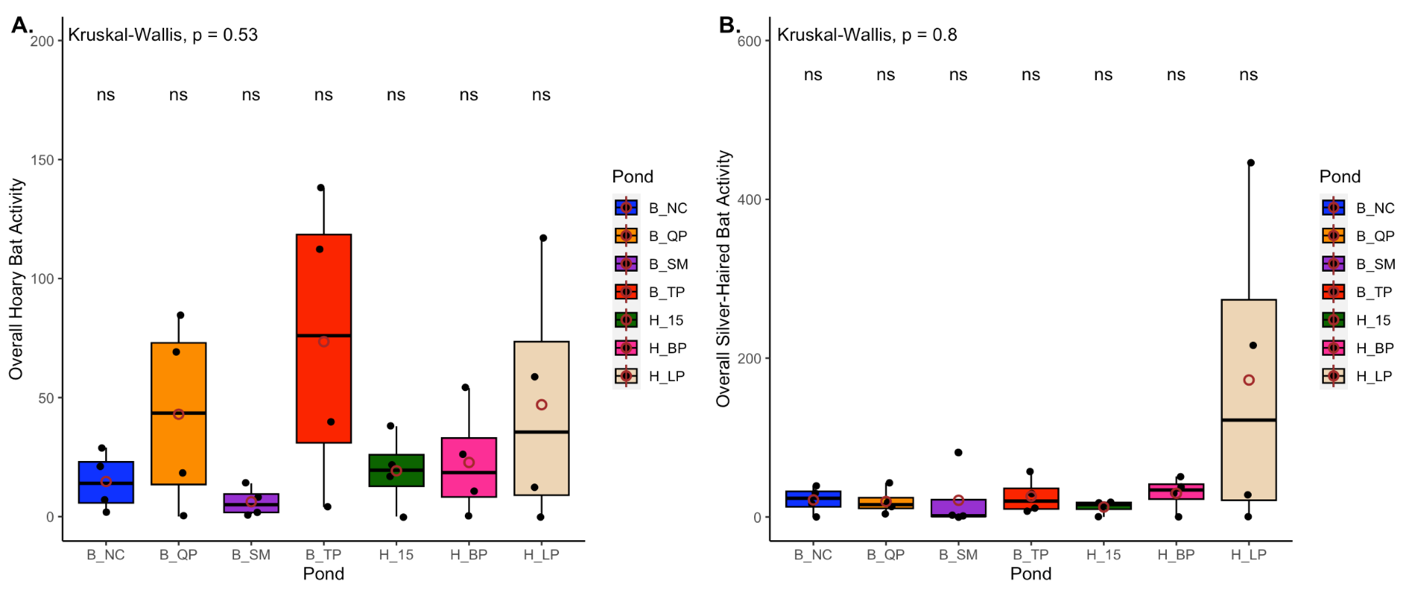 A.
Kruskal-Wallis, p = 0.53
ns ns ns ns ns ns ns
200
150
100
50
0
Overall Hoary Bat Activity
B_NC B_QP B_SM B_TP H_15 H_BP H_LP
Pond
Pond
B_NC
B_QP
B_SM
B_TP
H_15
H_BP
H_LP
B.
Kruskal-Wallis, p = 0.8
ns ns ns ns ns ns ns
600
400
200
0
Overall Silver-Haired Bat Activity
B_NC B_QP B_SM B_TP H_15 H_BP H_LP
Pond
Pond
B_NC
B_QP
B_SM
B_TP
H_15
H_BP
H_LP